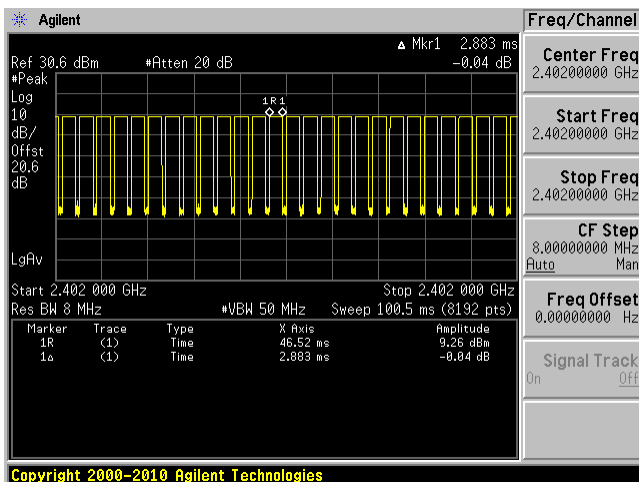 Agilent
Freq/Channel
▵ Mkr1 2.883 ms
Ref 30.6 dBm #Atten 20 dB -0.04 dB
#Peak
Log
10
dB/
Offst
20.6
dB
1R 1
LgAv
Start 2.402 000 GHz Stop 2.402 000 GHz
Res BW 8 MHz #VBW 50 MHz Sweep 100.5 ms (8192 pts)
Marker Trace Type X Axis Amplitude
1R (1) Time 46.52 ms 9.26 dBm
1▵ (1) Time 2.883 ms -0.04 dB
Copyright 2000-2010 Agilent Technologies
Center Freq
2.40200000 GHz
Start Freq
2.40200000 GHz
Stop Freq
2.40200000 GHz
CF Step
8.00000000 MHz
Auto Man
Freq Offset
0.00000000 Hz
Signal Track
On Off